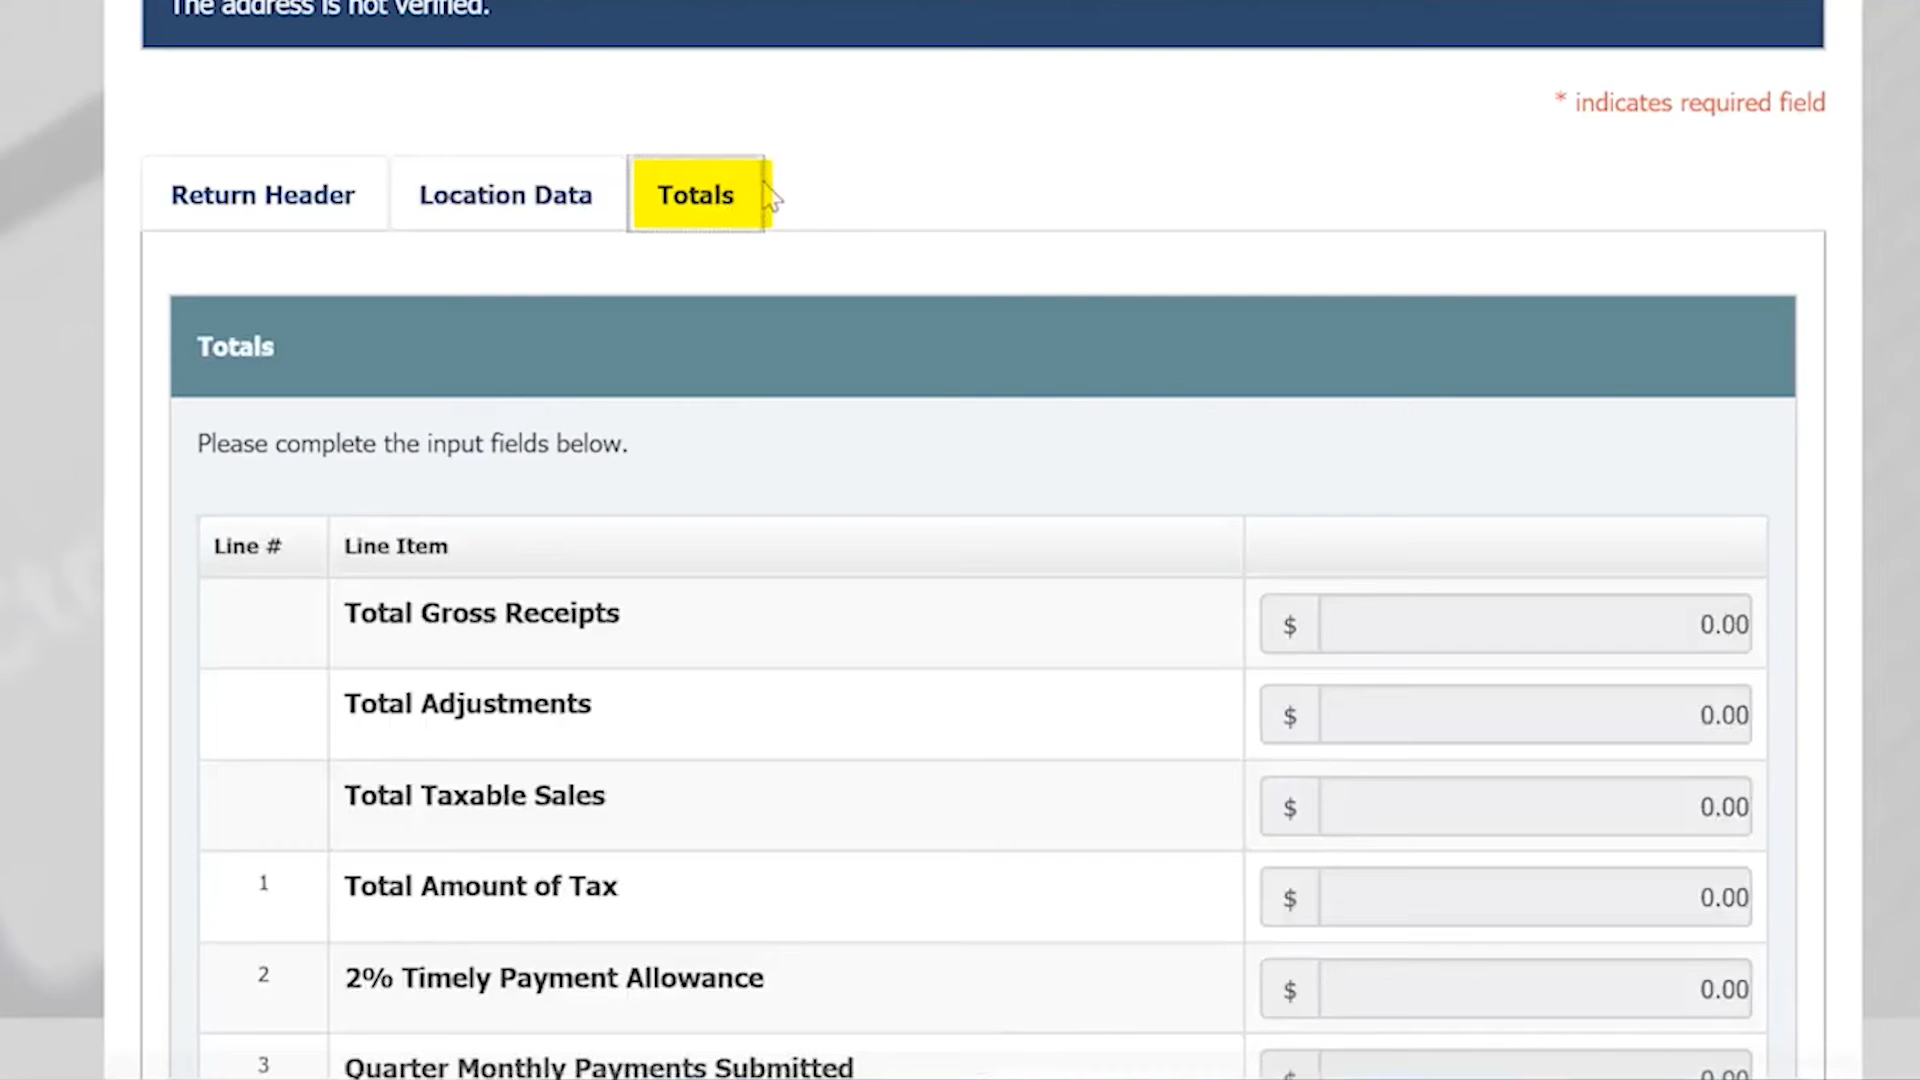 The address is not verified.
* indicates required field
Return Header
Location Data
Totals
Totals
Please complete the input fields below.
Line #
Line Item
Total Gross Receipts
$
0.00
Total Adjustments
$
0.00
Total Taxable Sales
$
0.00
1
Total Amount of Tax
$
0.00
2
2% Timely Payment Allowance
$
0.00
3
Quarter Monthly Payments Submitted
$
0.00